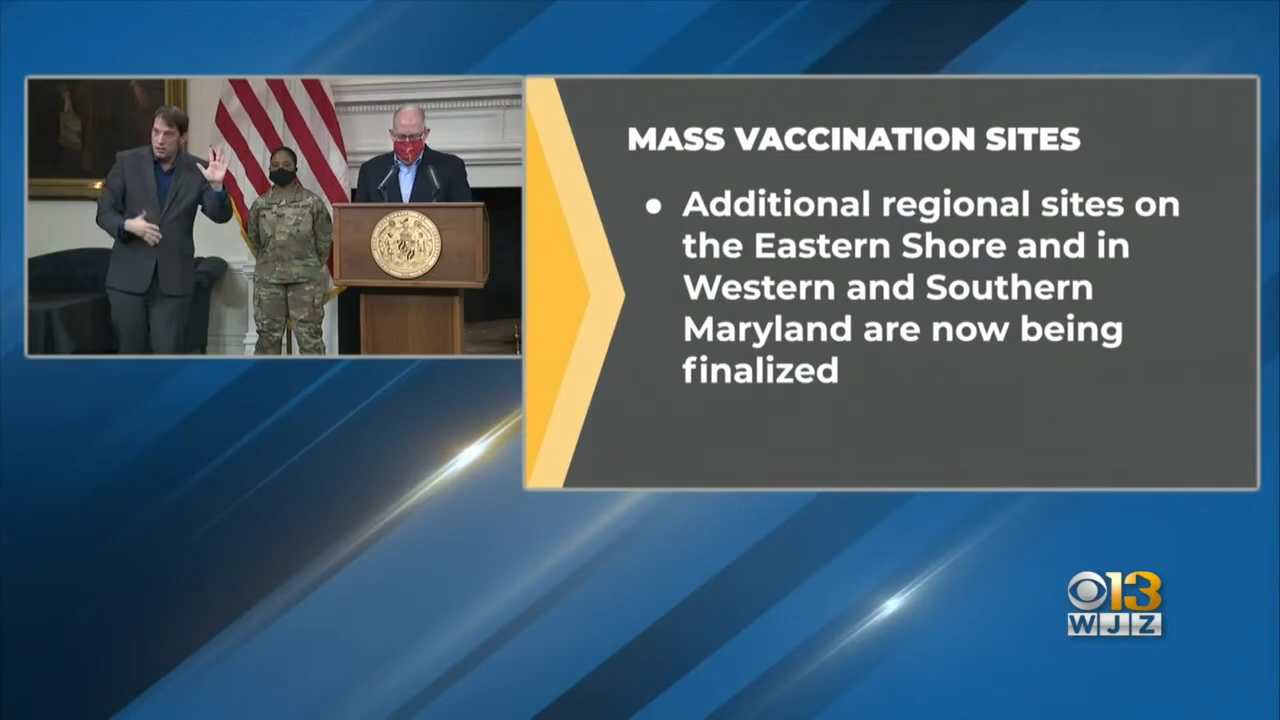 MASS VACCINATION SITES
● Additional regional sites on
the Eastern Shore and in
Western and Southern
Maryland are now being
finalized
13
WJZ